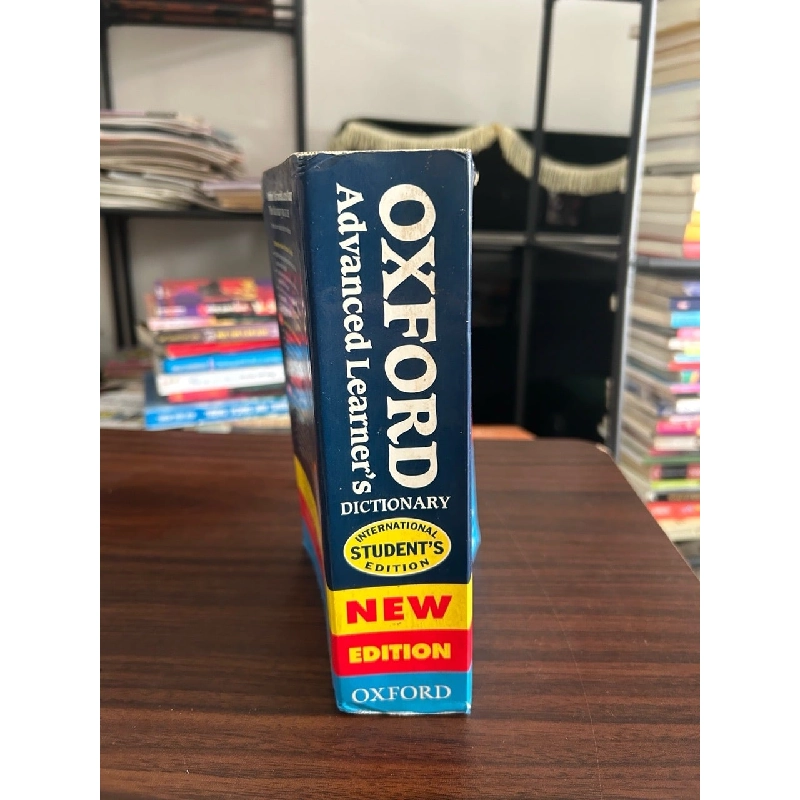 OXFORD
Advanced Learner's
DICTIONARY
INTERNATIONAL
STUDENT'S
EDITION
NEW
EDITION
OXFORD